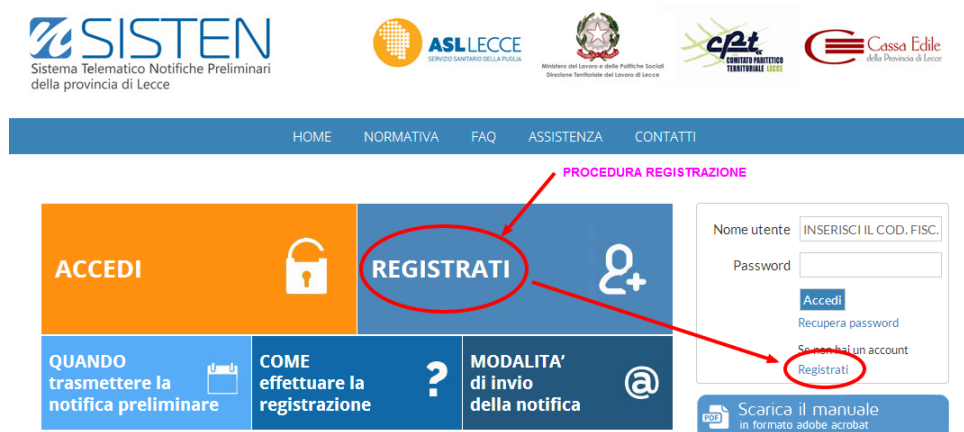 SISTEN
Sistema Telematico Notifiche Preliminari
della provincia di Lecce
ASL LECCE
SERVIZIO SANITARIO DELLA PUGLIA
Ministero del Lavoro e delle Politiche Sociali
Direzione Territoriale del Lavoro di Lecce
cpt
COMITATO PARITETICO
TERRITORIALE LECCE
Cassa Edile
della Provincia di Lecce
HOME NORMATIVA FAQ ASSISTENZA CONTATTI
PROCEDURA REGISTRAZIONE
ACCEDI
REGISTRATI
Nome utente INSERISCI IL COD. FISC.
Password
Accedi
Recupera password
Se non hai un account
Registrati
QUANDO
trasmettere la
notifica preliminare
COME
effettuare la
registrazione
?
MODALITA’
di invio
della notifica
@
PDF
Scarica il manuale
in formato adobe acrobat